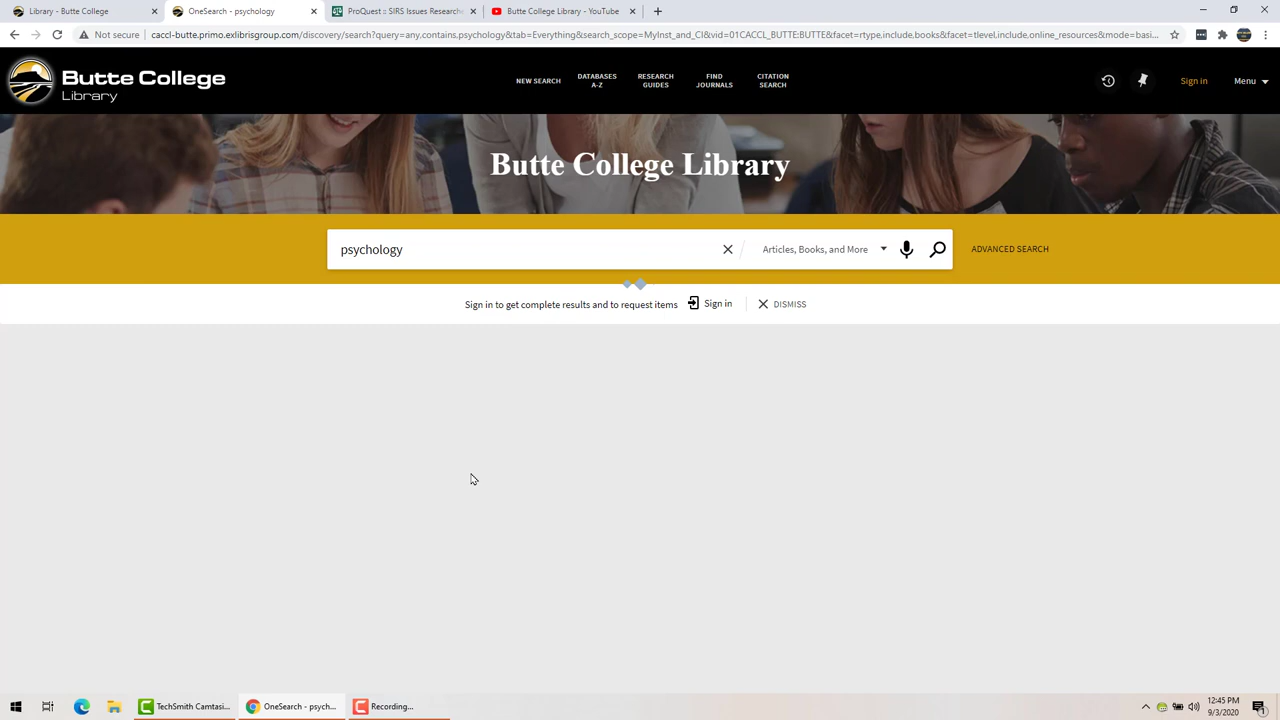 Library - Butte College
OneSearch - psychology
ProQuest :: SIRS Issues Researche
Butte College Library - YouTube
Not secure
caccl-butte.primo.exlibrisgroup.com/discovery/search?query=any,contains,psychology&tab=Everything&search_scope=MyInst_and_CI&vid=01CACCL_BUTTE:BUTTE&facet=rtype,include,books&facet=tlevel,include,online_resources&mode=basi...
Butte College
Library
NEW SEARCH
DATABASES
A-Z
RESEARCH
GUIDES
FIND
JOURNALS
CITATION
SEARCH
Sign in
Menu
Butte College Library
psychology
Articles, Books, and More
ADVANCED SEARCH
Sign in to get complete results and to request items
Sign in
DISMISS
TechSmith Camtasi...
OneSearch - psych...
Recording...
12:45 PM
9/3/2020
1